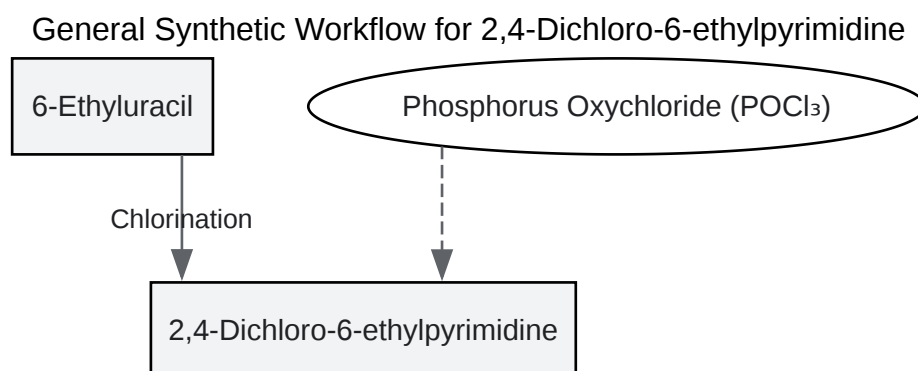 General Synthetic Workflow for 2,4-Dichloro-6-ethylpyrimidine
6-Ethyluracil
Phosphorus Oxychloride (POCl₃)
Chlorination
2,4-Dichloro-6-ethylpyrimidine